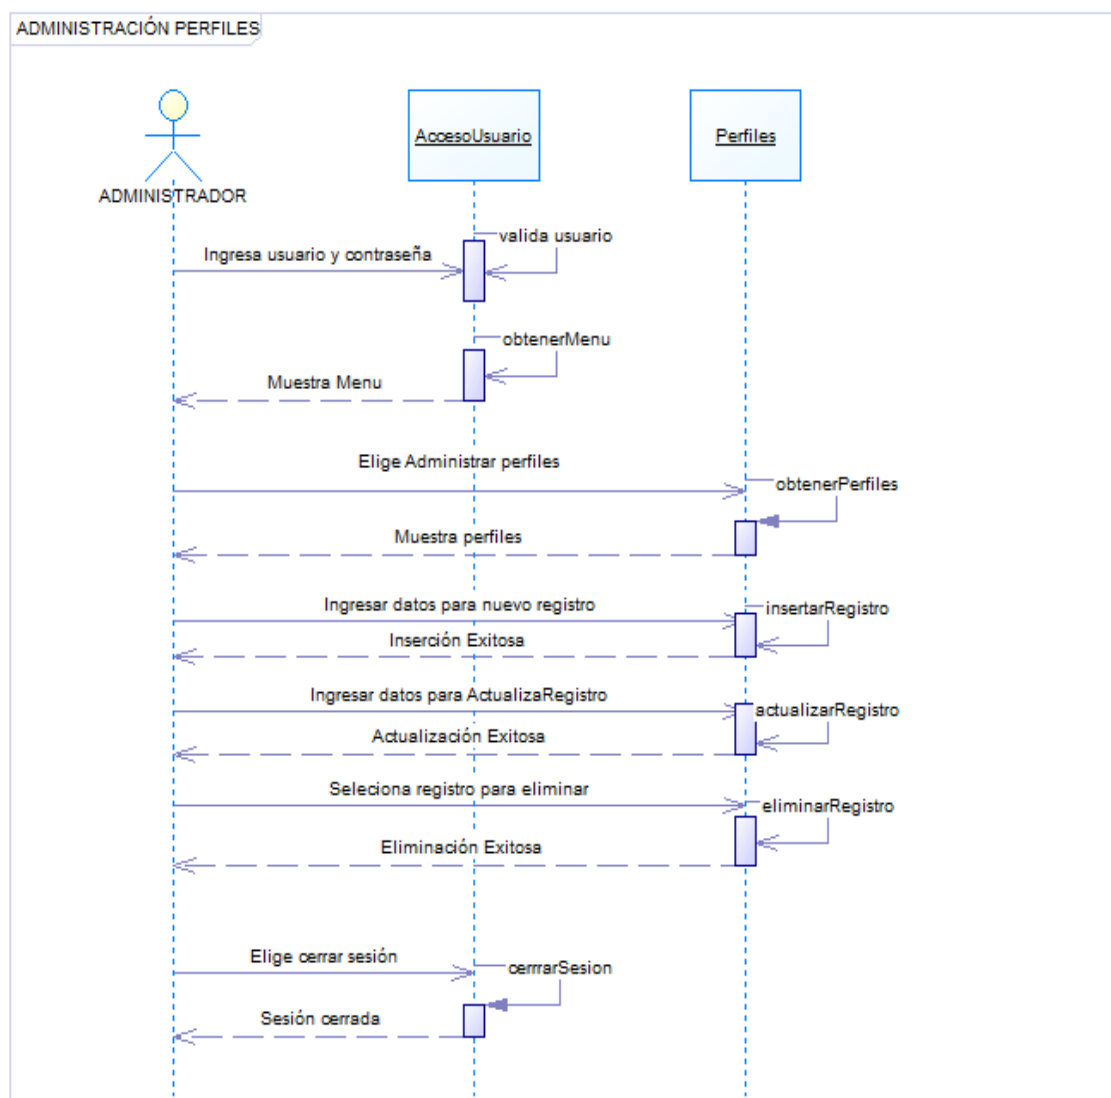 ADMINISTRACIÓN PERFILES
AccesoUsuario
Perfiles
ADMINISTRADOR
valida usuario
Ingresa usuario y contraseña
obtenerMenu
Muestra Menu
Elige Administrar perfiles
obtenerPerfiles
Muestra perfiles
Ingresar datos para nuevo registro
insertarRegistro
Inserción Exitosa
Ingresar datos para ActualizaRegistro
actualizarRegistro
Actualización Exitosa
Seleciona registro para eliminar
eliminarRegistro
Eliminación Exitosa
Elige cerrar sesión
cerrrarSesion
Sesión cerrada